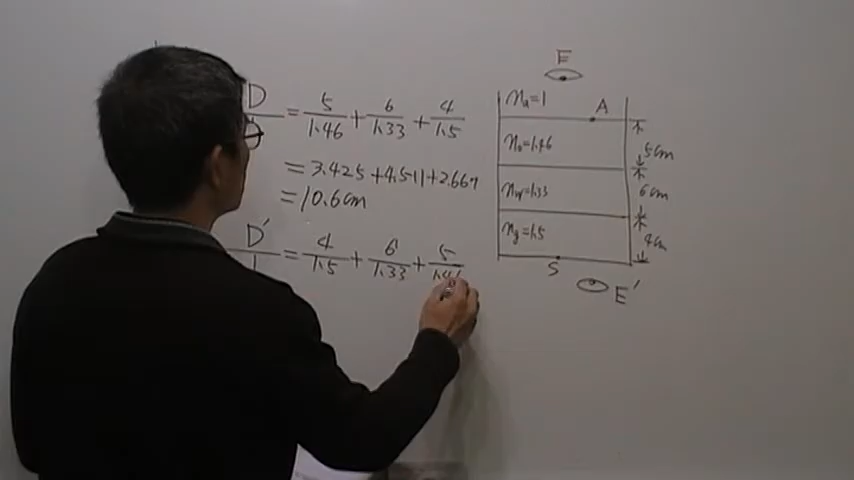 D/ = 5/1.46 + 6/1.33 + 4/1.5
= 3.425 + 4.511 + 2.667
= 10.6cm
D'/1 = 4/1.5 + 6/1.33 + 5/1.46
E
na = 1
A
no = 1.46
5cm
nw = 1.33
6cm
ng = 1.5
4cm
S
E'